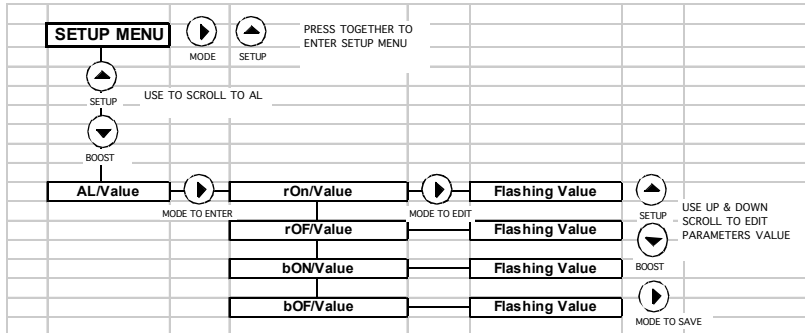 SETUP MENU
MODE
SETUP
PRESS TOGETHER TO
ENTER SETUP MENU
SETUP
USE TO SCROLL TO AL
BOOST
AL/Value
MODE TO ENTER
rOn/Value
MODE TO EDIT
Flashing Value
SETUP
USE UP & DOWN
SCROLL TO EDIT
PARAMETERS VALUE
rOF/Value
Flashing Value
bON/Value
Flashing Value
BOOST
bOF/Value
Flashing Value
MODE TO SAVE